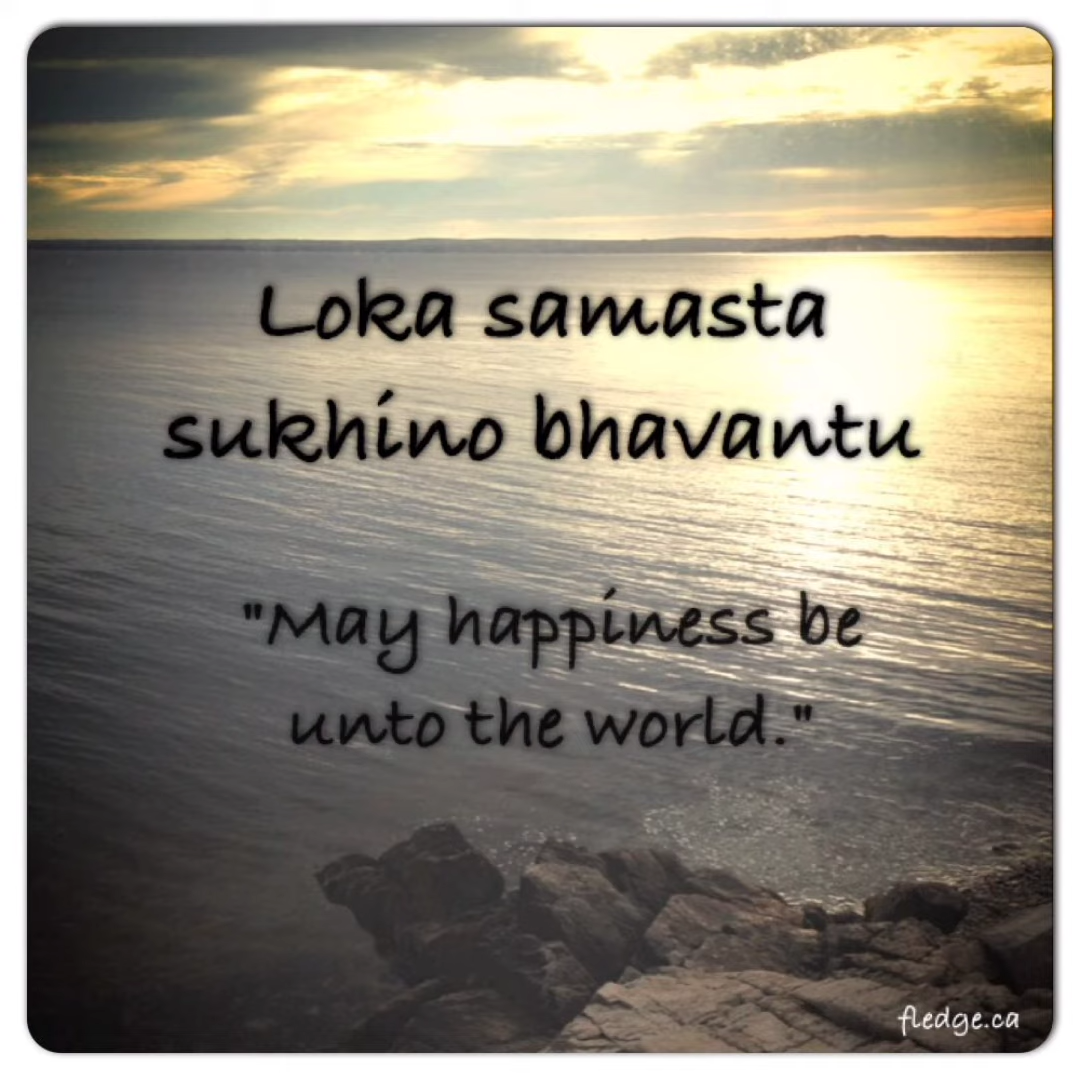 Loka samasta
sukhino bhavantu
"May happiness be
unto the world."
fledge.ca